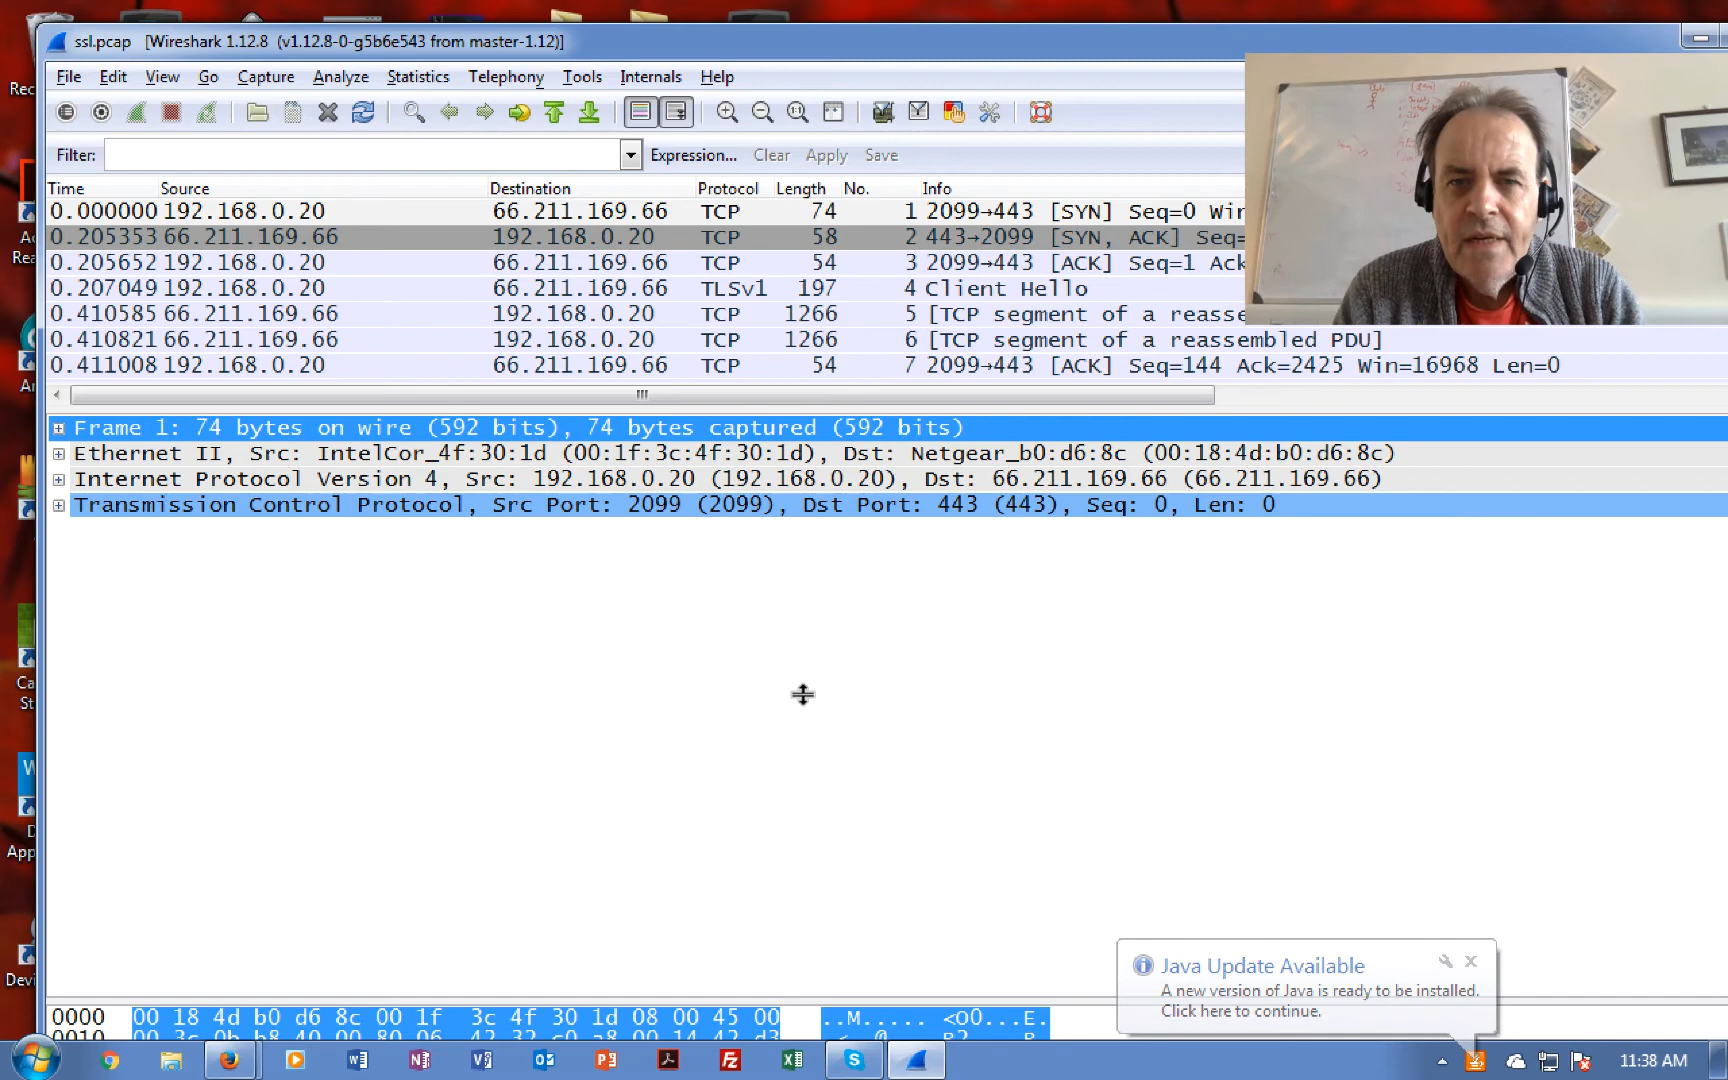 ssl.pcap [Wireshark 1.12.8 (v1.12.8-0-g5b6e543 from master-1.12)]
File Edit View Go Capture Analyze Statistics Telephony Tools Internals Help
Filter: Expression... Clear Apply Save
Time Source Destination Protocol Length No. Info
0.000000 192.168.0.20 66.211.169.66 TCP 74 1 2099→443 [SYN] Seq=0 Win
0.205353 66.211.169.66 192.168.0.20 TCP 58 2 443→2099 [SYN, ACK] Seq=
0.205652 192.168.0.20 66.211.169.66 TCP 54 3 2099→443 [ACK] Seq=1 Ack
0.207049 192.168.0.20 66.211.169.66 TLSv1 197 4 Client Hello
0.410585 66.211.169.66 192.168.0.20 TCP 1266 5 [TCP segment of a reasse
0.410821 66.211.169.66 192.168.0.20 TCP 1266 6 [TCP segment of a reassembled PDU]
0.411008 192.168.0.20 66.211.169.66 TCP 54 7 2099→443 [ACK] Seq=144 Ack=2425 Win=16968 Len=0
Frame 1: 74 bytes on wire (592 bits), 74 bytes captured (592 bits)
Ethernet II, Src: IntelCor_4f:30:1d (00:1f:3c:4f:30:1d), Dst: Netgear_b0:d6:8c (00:18:4d:b0:d6:8c)
Internet Protocol Version 4, Src: 192.168.0.20 (192.168.0.20), Dst: 66.211.169.66 (66.211.169.66)
Transmission Control Protocol, Src Port: 2099 (2099), Dst Port: 443 (443), Seq: 0, Len: 0
Java Update Available
A new version of Java is ready to be installed.
Click here to continue.
0000 00 18 4d b0 d6 8c 00 1f 3c 4f 30 1d 08 00 45 00 ..M..... <O0...E.
11:38 AM